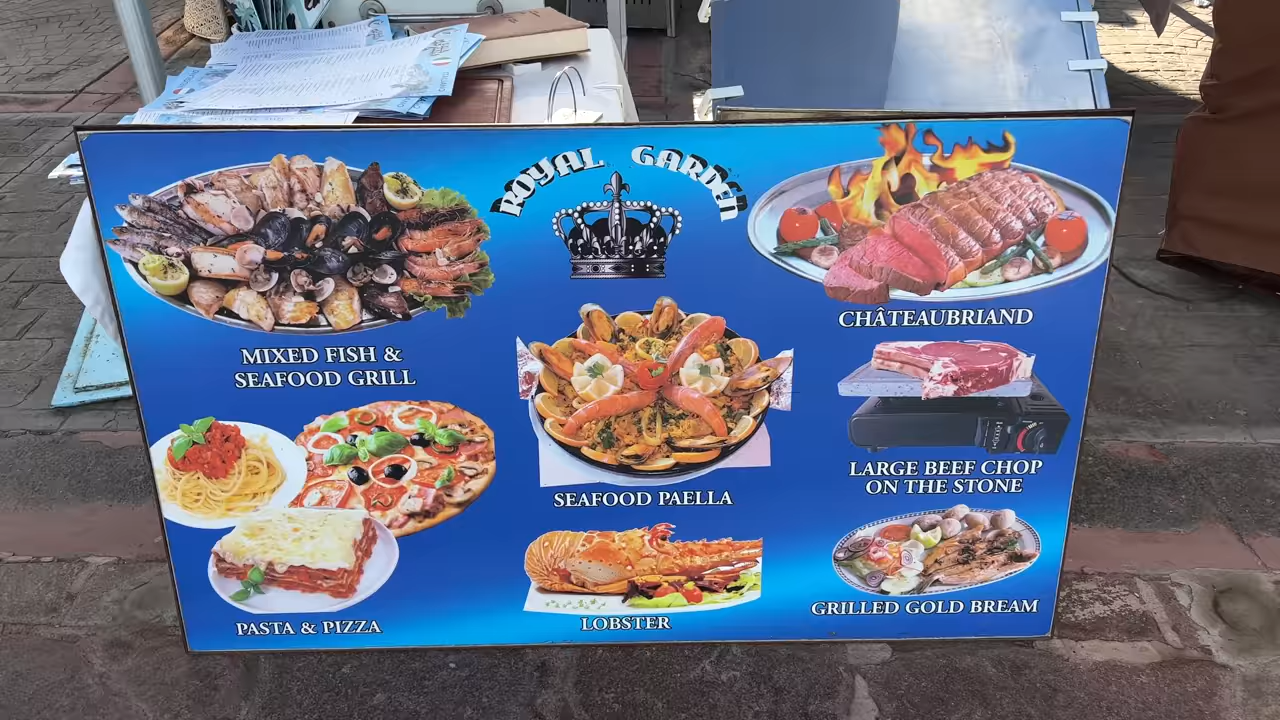 ROYAL GARDEN
MIXED FISH &
SEAFOOD GRILL
CHÂTEAUBRIAND
SEAFOOD PAELLA
LARGE BEEF CHOP
ON THE STONE
PASTA & PIZZA
LOBSTER
GRILLED GOLD BREAM